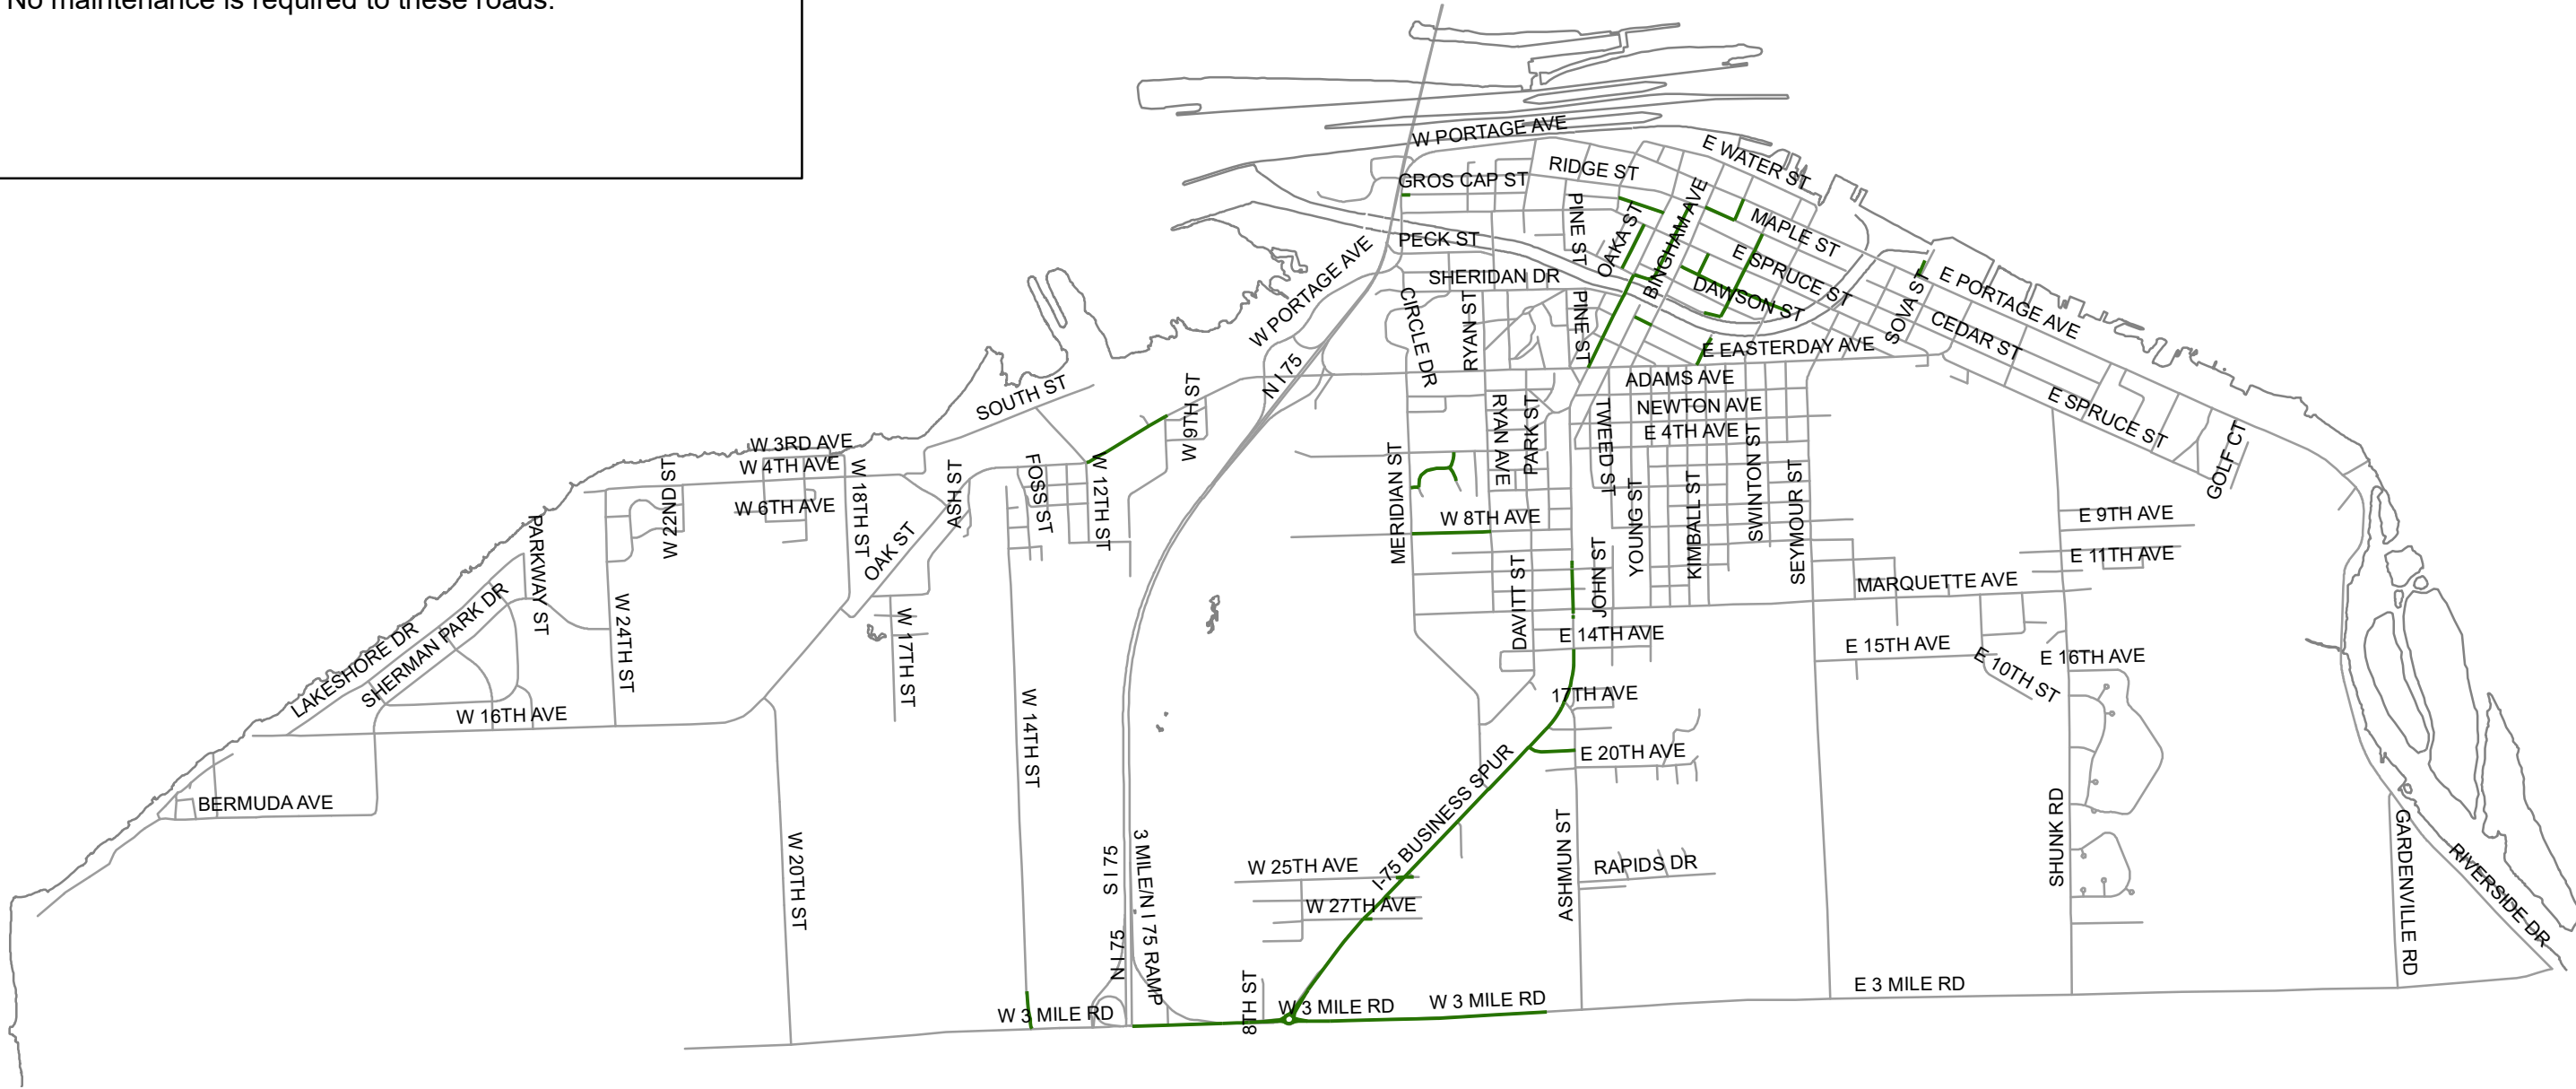 No maintenance is required to these roads.
W PORTAGE AVE
E WATER ST
RIDGE ST
GROS CAP ST
PINE ST
OAKA ST
BINGHAM AVE
MAPLE ST
PECK ST
E SPRUCE ST
W PORTAGE AVE
SHERIDAN DR
DAWSON ST
SOVA ST
E PORTAGE AVE
CIRCLE DR
RYAN ST
PINE ST
CEDAR ST
E EASTERDAY AVE
N I 75
ADAMS AVE
SOUTH ST
W 9TH ST
RYAN AVE
PARK ST
TWEED ST
NEWTON AVE
E SPRUCE ST
E 4TH AVE
GOLF CT
W 3RD AVE
W 4TH AVE
W 22ND ST
W 6TH AVE
W 18TH ST
ASH ST
FOSS ST
W 12TH ST
MERIDIAN ST
SWINTON ST
SEYMOUR ST
KIMBALL ST
YOUNG ST
W 8TH AVE
E 9TH AVE
PARKWAY ST
OAK ST
JOHN ST
DAVITT ST
E 11TH AVE
MARQUETTE AVE
W 24TH ST
SHERMAN PARK DR
LAKESHORE DR
W 17TH ST
E 14TH AVE
E 15TH AVE
E 10TH ST
E 16TH AVE
W 16TH AVE
W 14TH ST
17TH AVE
E 20TH AVE
I-75 BUSINESS SPUR
BERMUDA AVE
W 20TH ST
S I 75
3 MILE/N I 75 RAMP
N I 75
W 25TH AVE
W 27TH AVE
ASHMUN ST
RAPIDS DR
SHUNK RD
GARDENVILLE RD
RIVERSIDE DR
8TH ST
W 3 MILE RD
W 3 MILE RD
W 3 MILE RD
E 3 MILE RD